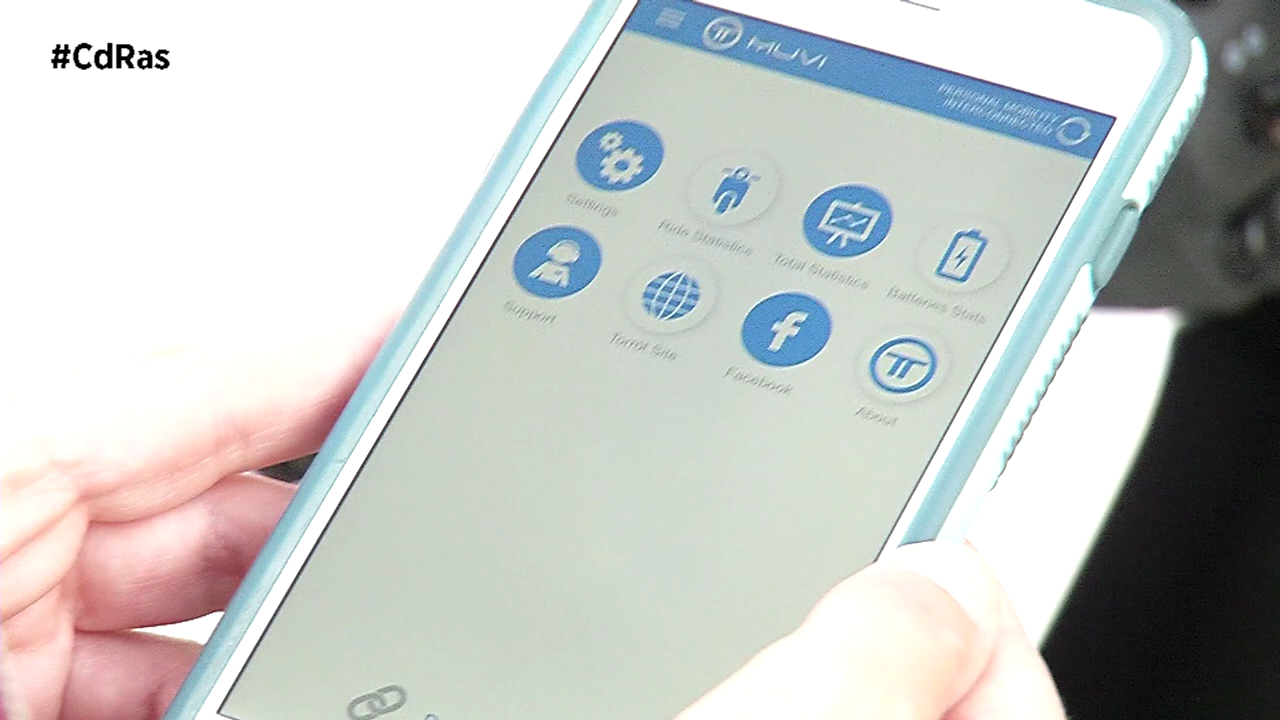 #CdRas
MUVI
PERSONAL MOBILITY
INTERCONNECTED
Settings
Ride Statistics
Total Statistics
Batteries Stats
Support
Torrot Site
Facebook
About